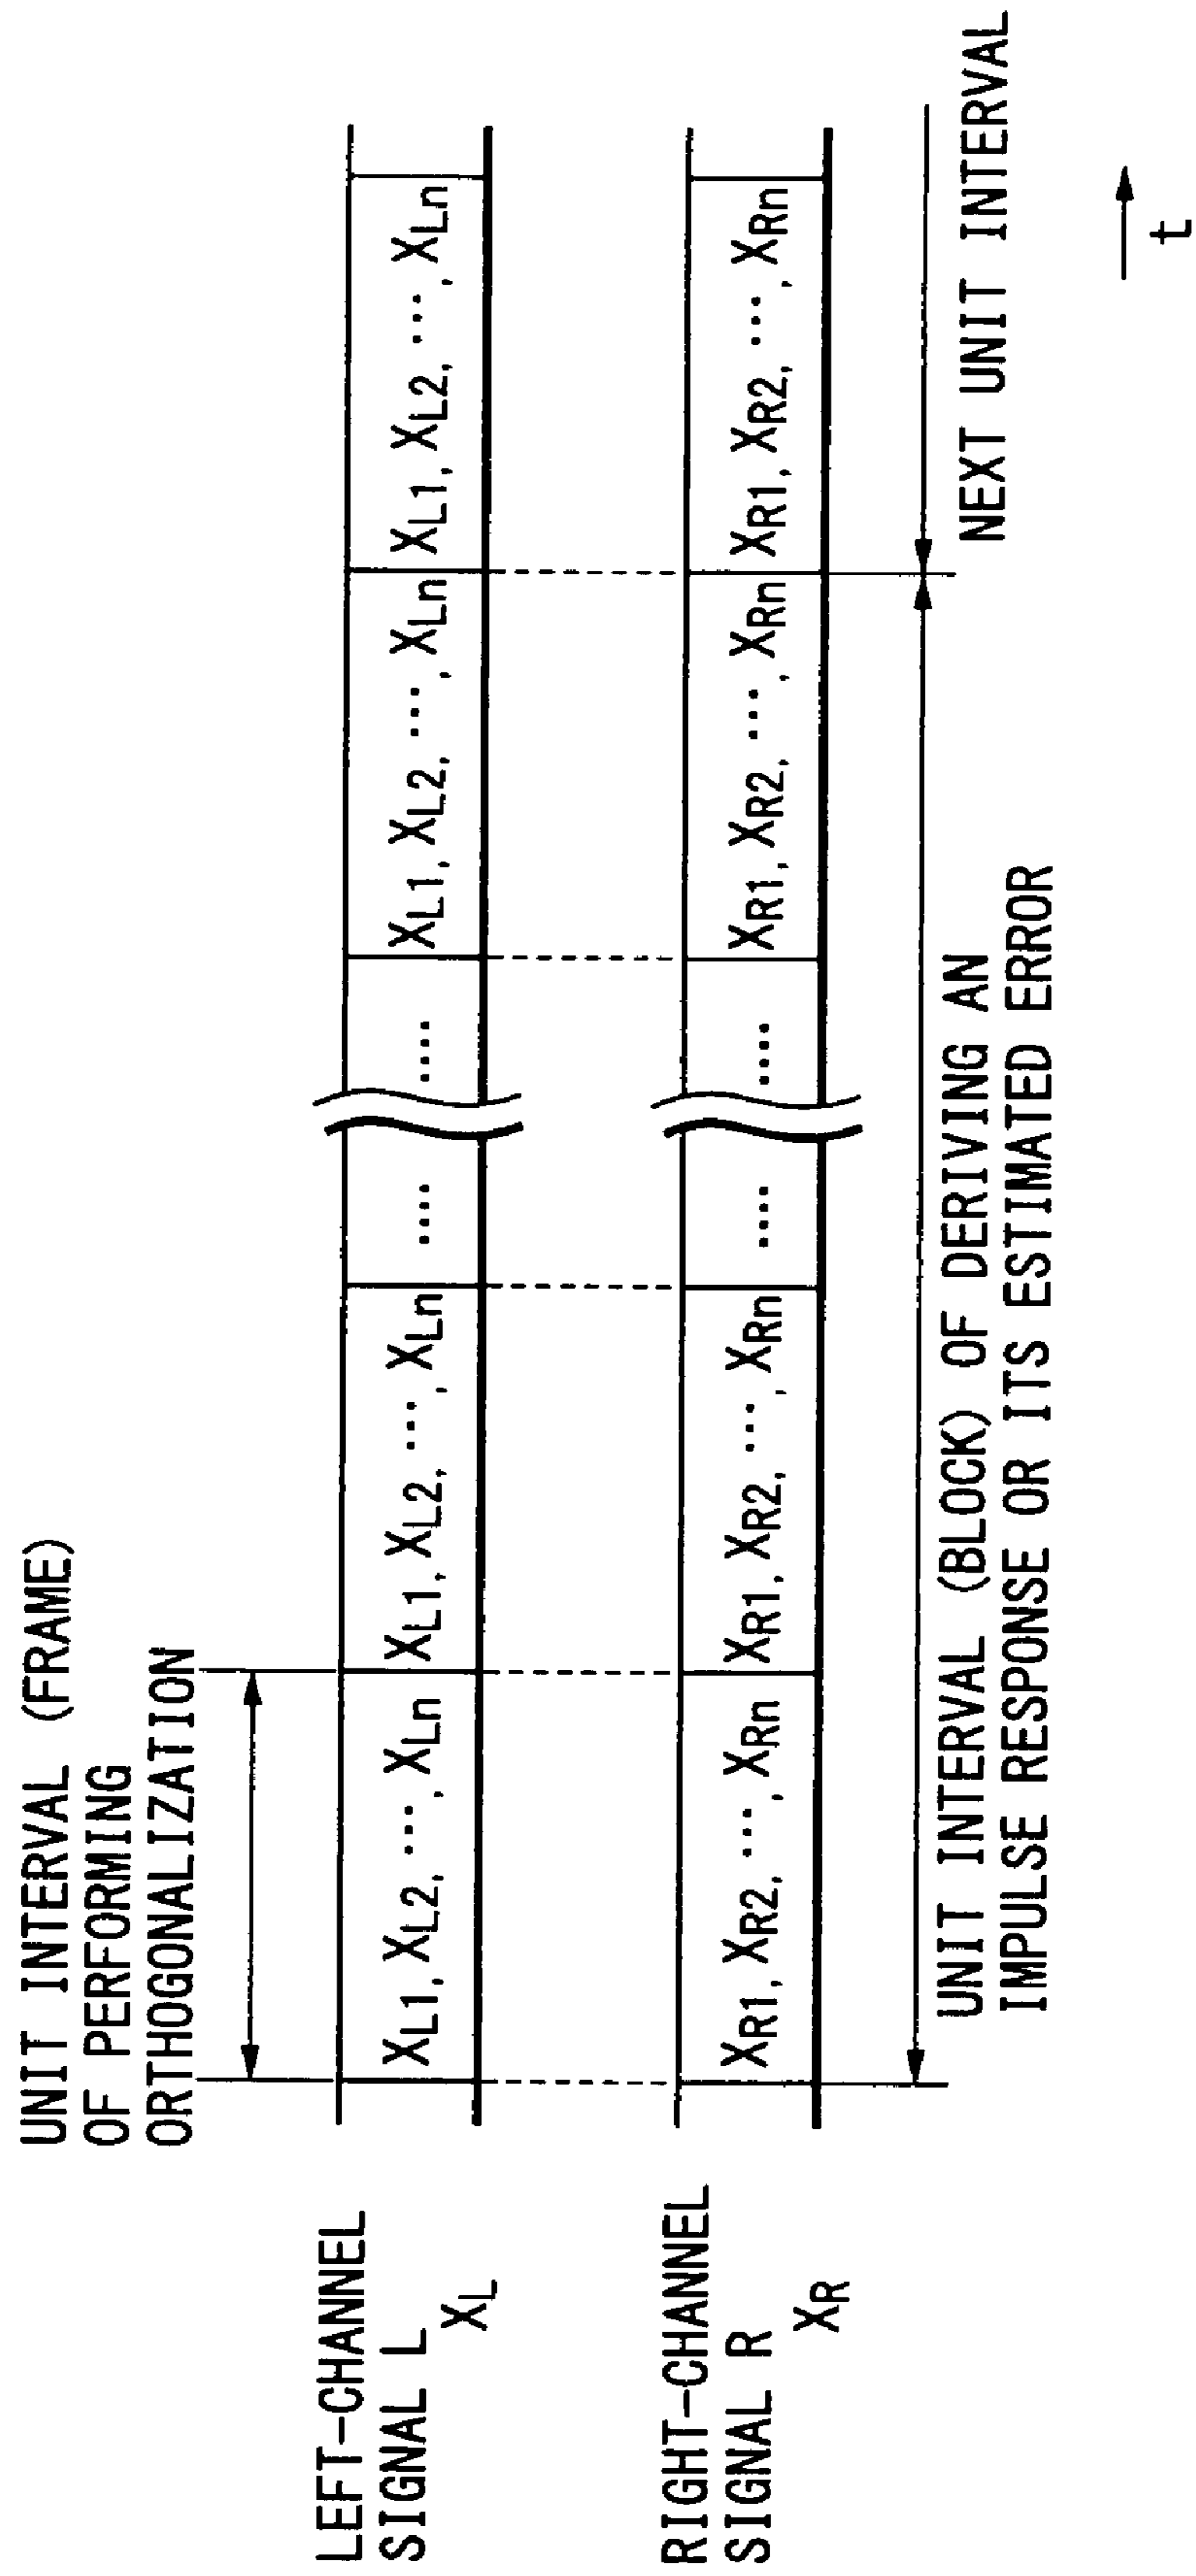 UNIT INTERVAL (FRAME)
OF PERFORMING
ORTHOGONALIZATION
LEFT-CHANNEL
SIGNAL L
XL
XL1, XL2, ···, XLn
XL1, XL2, ···, XLn
····
····
XL1, XL2, ···, XLn
XL1, XL2, ···, XLn
RIGHT-CHANNEL
SIGNAL R
XR
XR1, XR2, ···, XRn
XR1, XR2, ···, XRn
····
····
XR1, XR2, ···, XRn
XR1, XR2, ···, XRn
UNIT INTERVAL (BLOCK) OF DERIVING AN
IMPULSE RESPONSE OR ITS ESTIMATED ERROR
NEXT UNIT INTERVAL
t